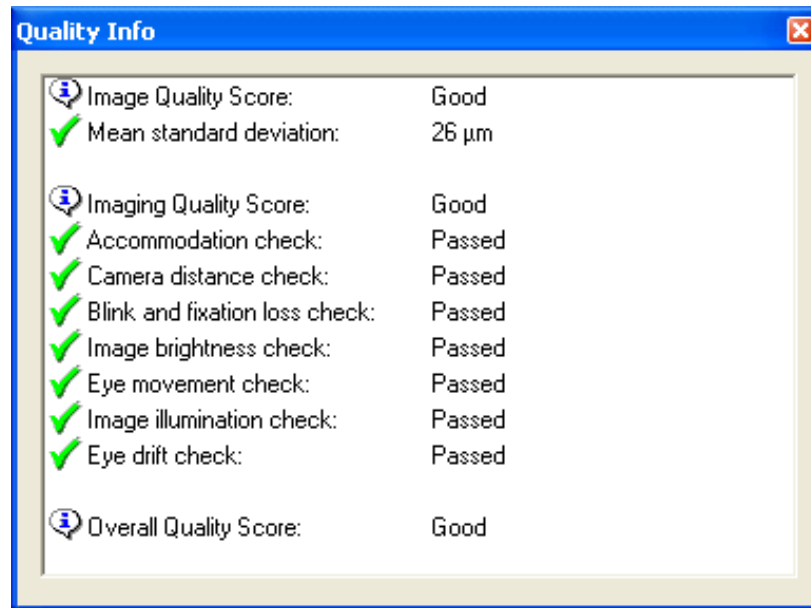 Quality Info
Image Quality Score: Good
Mean standard deviation: 26 µm
Imaging Quality Score: Good
Accommodation check: Passed
Camera distance check: Passed
Blink and fixation loss check: Passed
Image brightness check: Passed
Eye movement check: Passed
Image illumination check: Passed
Eye drift check: Passed
Overall Quality Score: Good